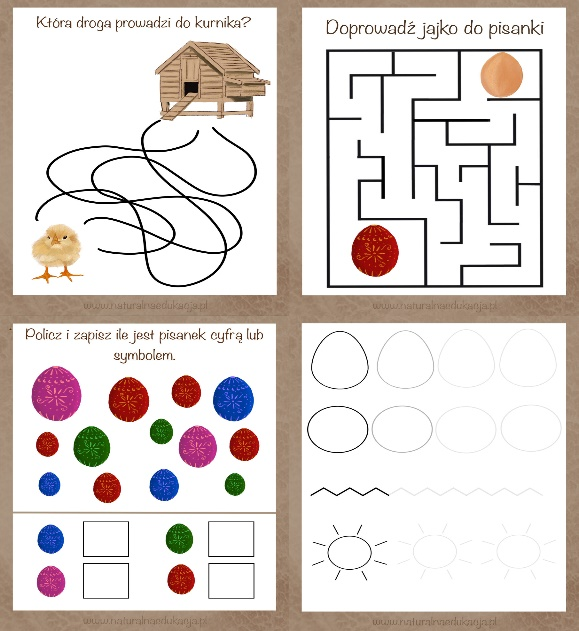 Która droga prowadzi do kurnika?
www.naturalnaedukacja.pl
Doprowadź jajko do pisanki
www.naturalnaedukacja.pl
Policz i zapisz ile jest pisanek cyfrą lub
symbolem.
www.naturalnaedukacja.pl
www.naturalnaedukacja.pl